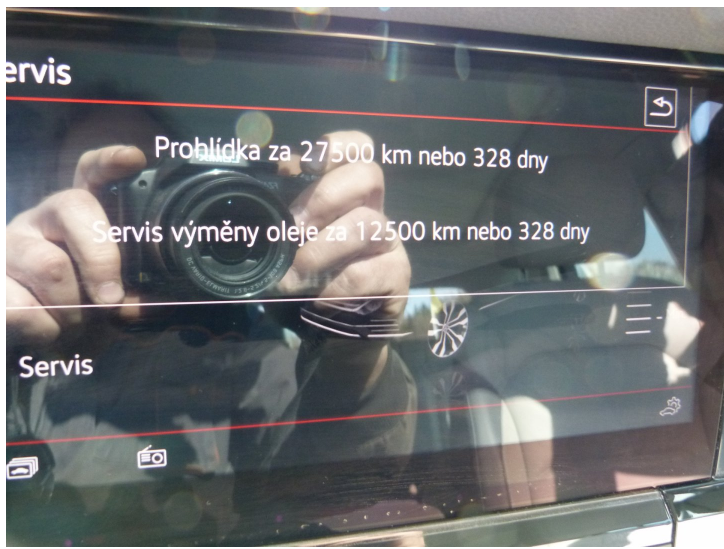 ervis
Prohlídka za 27500 km nebo 328 dny
Servis výměny oleje za 12500 km nebo 328 dny
Servis